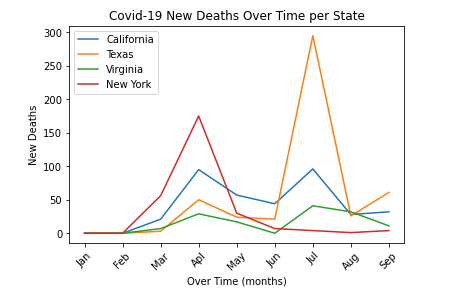 Covid-19 New Deaths Over Time per State
California
Texas
Virginia
New York
New Deaths
300
250
200
150
100
50
0
Jan
Feb
Mar
Apl
May
Jun
Jul
Aug
Sep
Over Time (months)